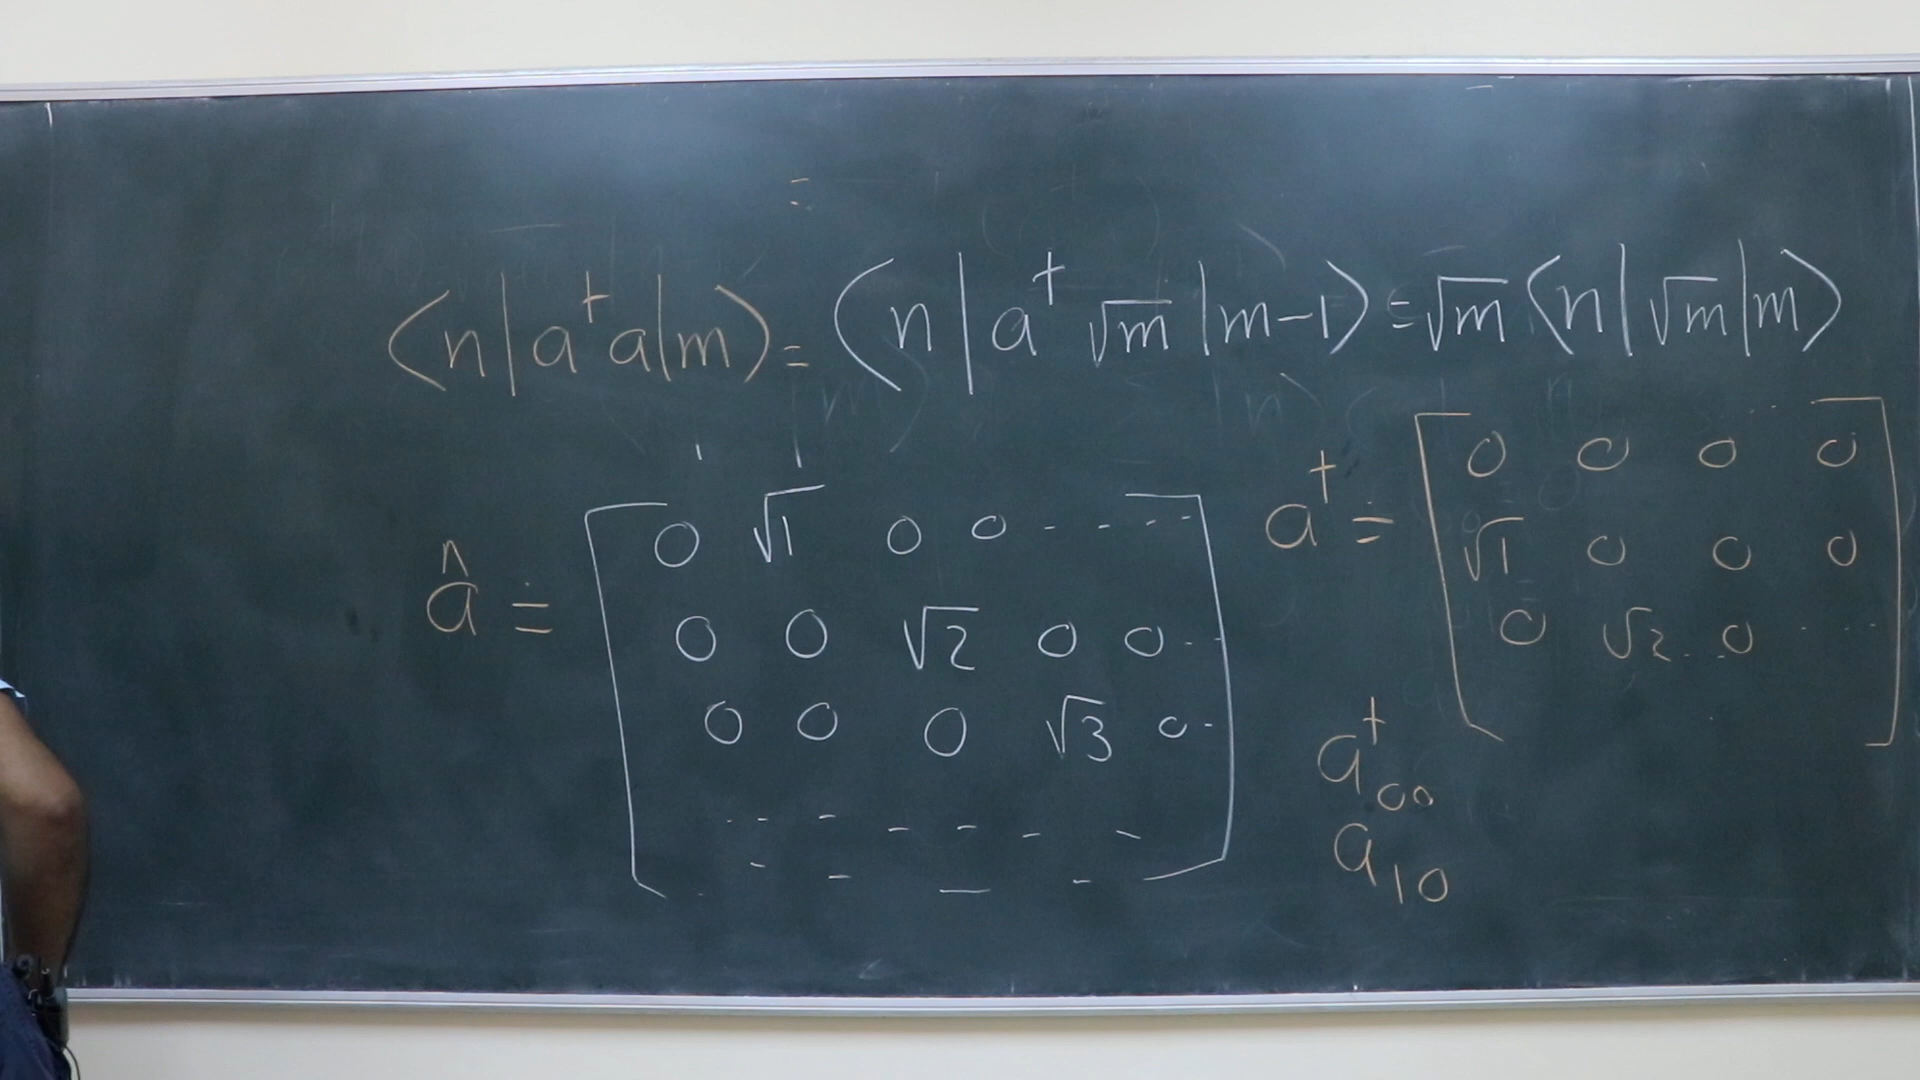 =
⟨n|a†a|m⟩ = ⟨n|a† √m |m-1⟩ = √m ⟨n|√m|m⟩
â ≐ [ 0 √1 0 0 - - - -
0 0 √2 0 0 - -
0 0 0 √3 0 -
- - - - - - -
- - - - ]
a† ≐ [ 0 0 0 0
√1 0 0 0
0 √2 .. 0 - - - ]
a†00
a10